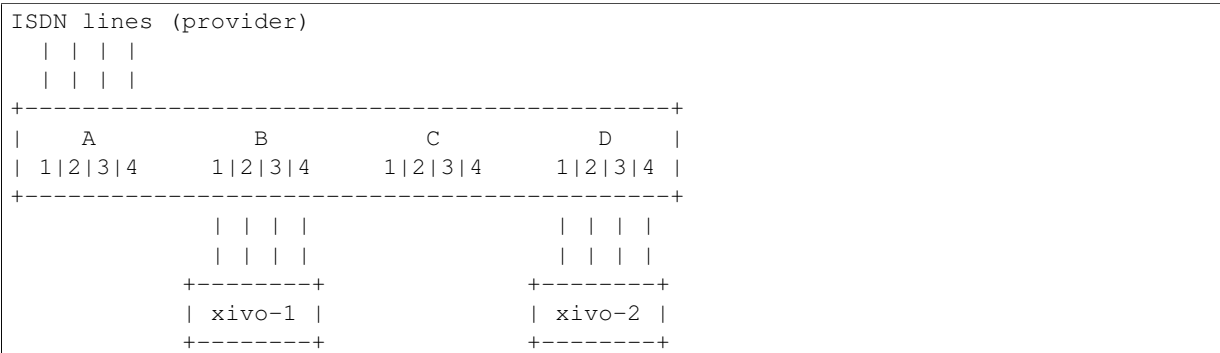 ISDN lines (provider)
  | | | |
  | | | |
+---------------------------------------------+
|    A           B           C           D    |
| 1|2|3|4     1|2|3|4     1|2|3|4     1|2|3|4 |
+---------------------------------------------+
              | | | |                 | | | |
              | | | |                 | | | |
            +--------+              +--------+
            | xivo-1 |              | xivo-2 |
            +--------+              +--------+